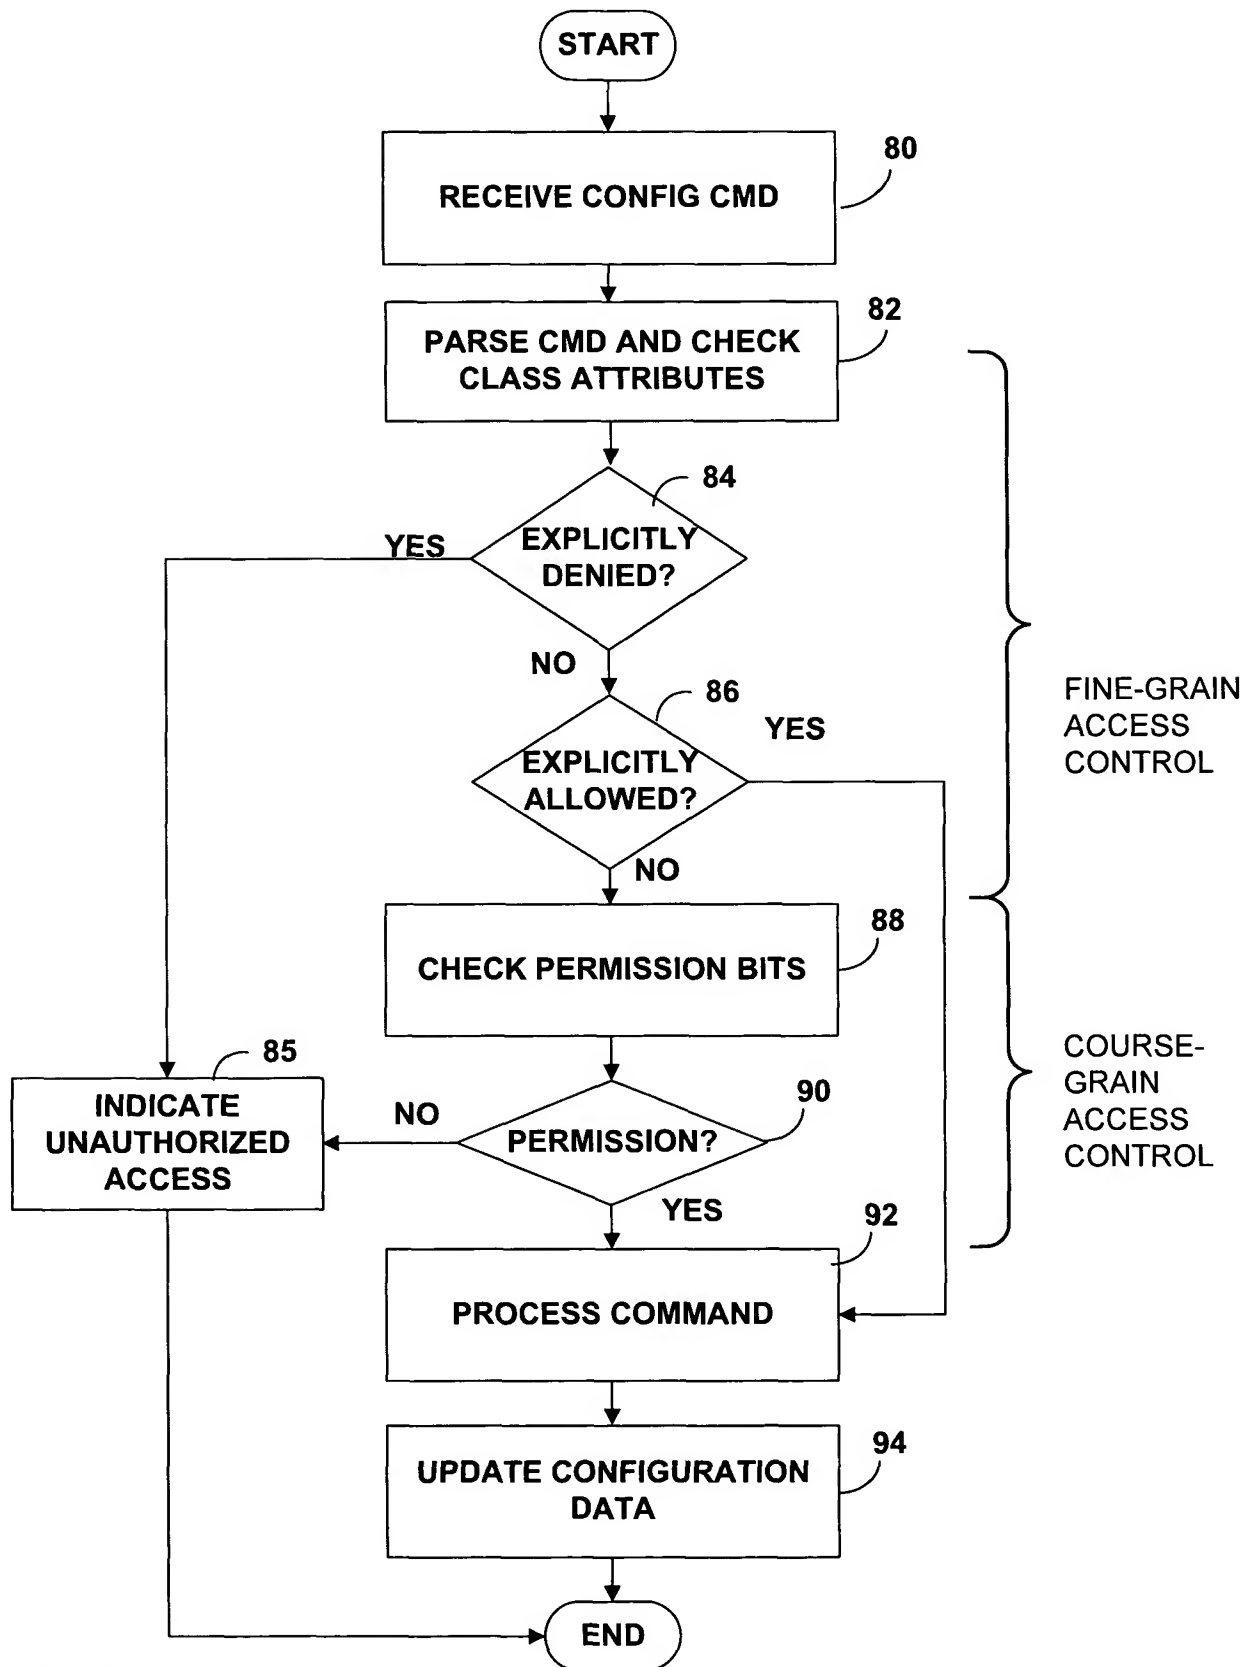 START
RECEIVE CONFIG CMD
80
PARSE CMD AND CHECK
CLASS ATTRIBUTES
82
EXPLICITLY
DENIED?
84
YES
NO
EXPLICITLY
ALLOWED?
86
YES
NO
FINE-GRAIN
ACCESS
CONTROL
CHECK PERMISSION BITS
88
INDICATE
UNAUTHORIZED
ACCESS
85
NO
PERMISSION?
90
YES
COURSE-
GRAIN
ACCESS
CONTROL
PROCESS COMMAND
92
UPDATE CONFIGURATION
DATA
94
END